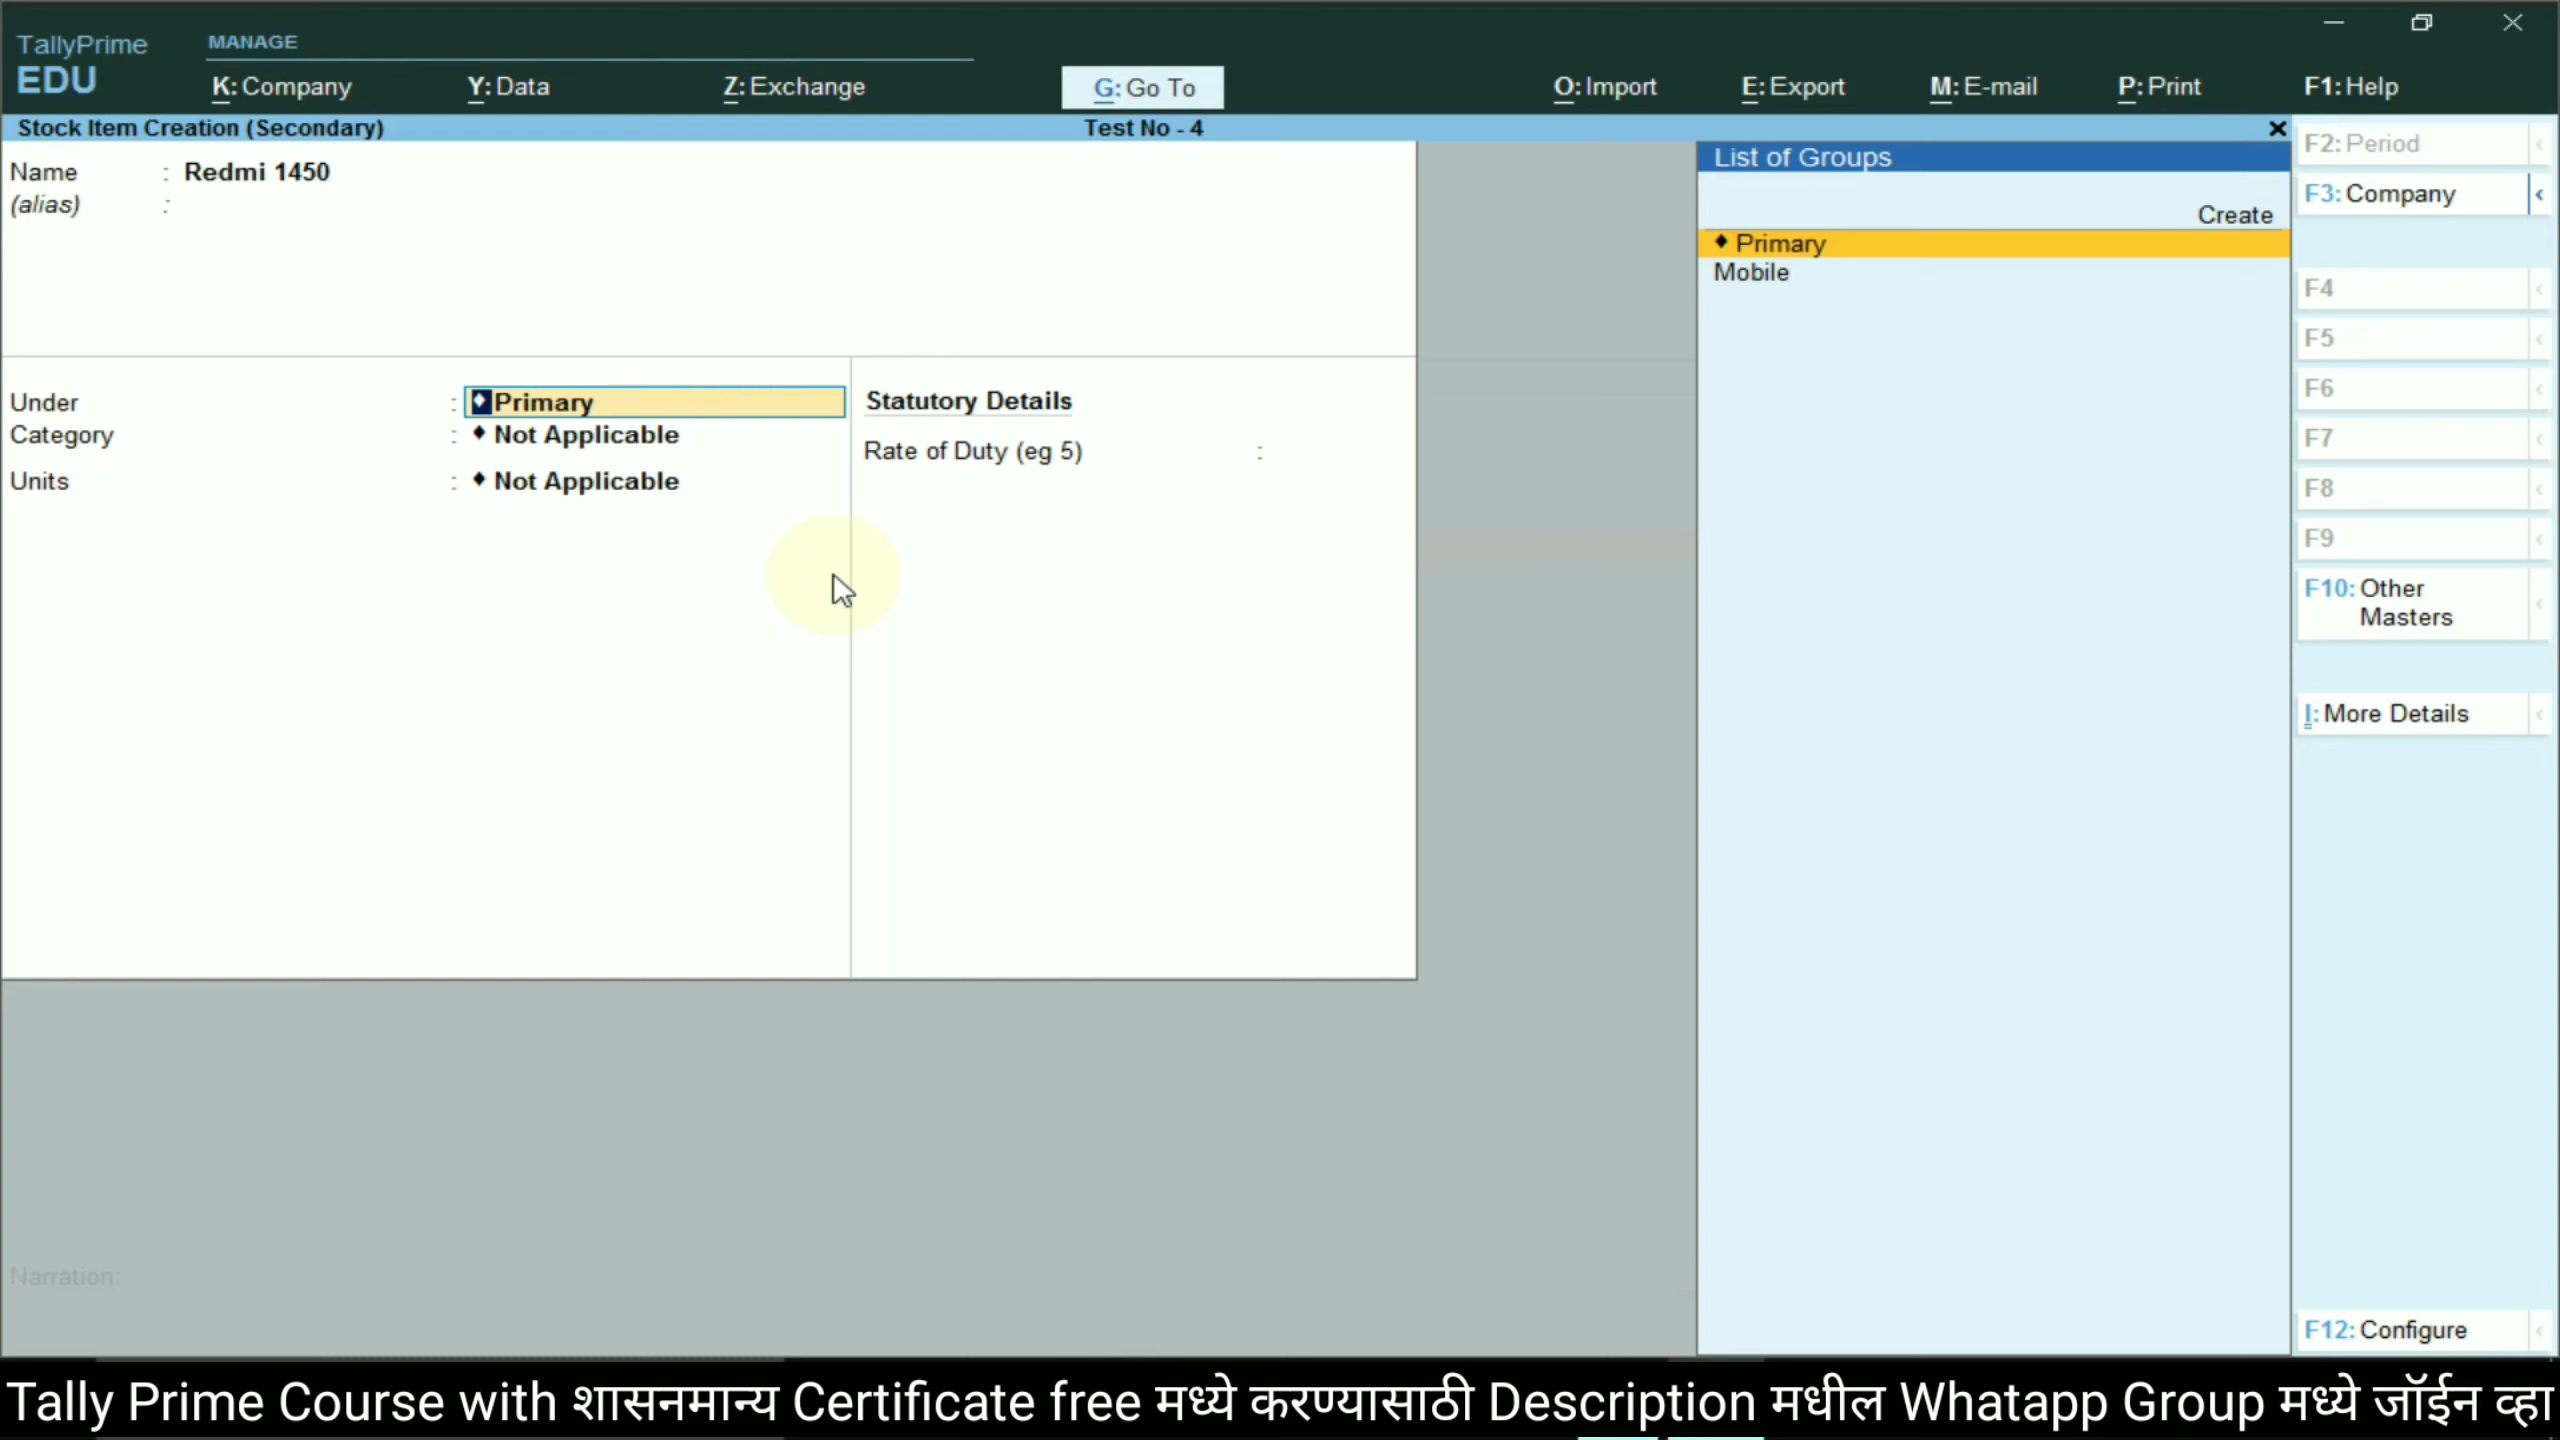 TallyPrime
EDU
MANAGE
K: Company
Y: Data
Z: Exchange
G: Go To
O: Import
E: Export
M: E-mail
P: Print
F1: Help
Stock Item Creation (Secondary)
Test No - 4
Name : Redmi 1450
(alias) :
Under : ♦ Primary
Category : ♦ Not Applicable
Units : ♦ Not Applicable
Statutory Details
Rate of Duty (eg 5) :
List of Groups
Create
♦ Primary
Mobile
F2: Period
F3: Company
F4
F5
F6
F7
F8
F9
F10: Other
Masters
I: More Details
F12: Configure
Narration:
Tally Prime Course with शासनमान्य Certificate free मध्ये करण्यासाठी Description मधील Whatapp Group मध्ये जॉईन व्हा